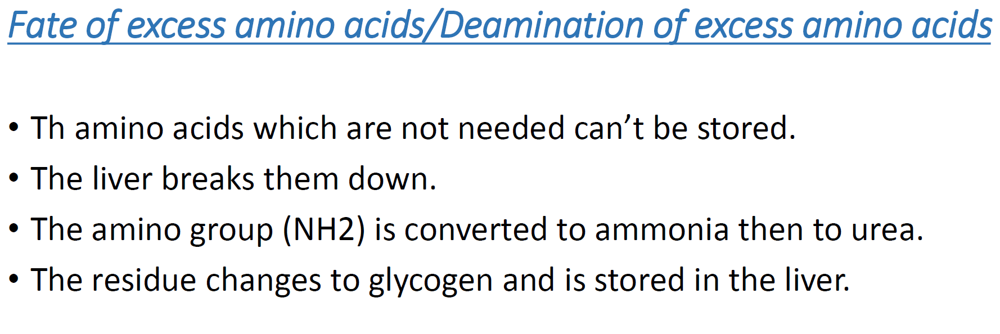 Fate of excess amino acids/Deamination of excess amino acids
• Th amino acids which are not needed can’t be stored.
• The liver breaks them down.
• The amino group (NH2) is converted to ammonia then to urea.
• The residue changes to glycogen and is stored in the liver.